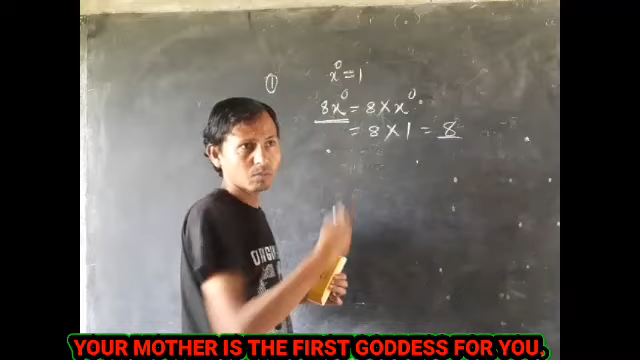 x⁰ = 1
① 8x⁰ = 8 × x⁰
= 8 × 1 = 8
YOUR MOTHER IS THE FIRST GODDESS FOR YOU.